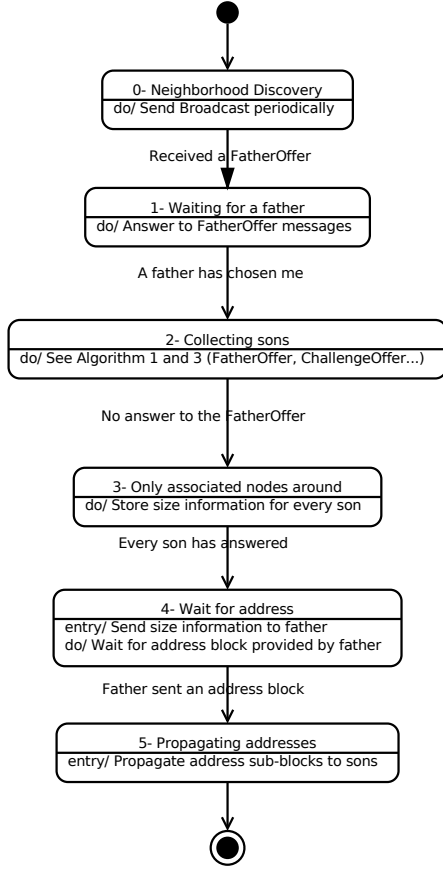 0- Neighborhood Discovery
do/ Send Broadcast periodically
Received a FatherOffer
1- Waiting for a father
do/ Answer to FatherOffer messages
A father has chosen me
2- Collecting sons
do/ See Algorithm 1 and 3 (FatherOffer, ChallengeOffer...)
No answer to the FatherOffer
3- Only associated nodes around
do/ Store size information for every son
Every son has answered
4- Wait for address
entry/ Send size information to father
do/ Wait for address block provided by father
Father sent an address block
5- Propagating addresses
entry/ Propagate address sub-blocks to sons